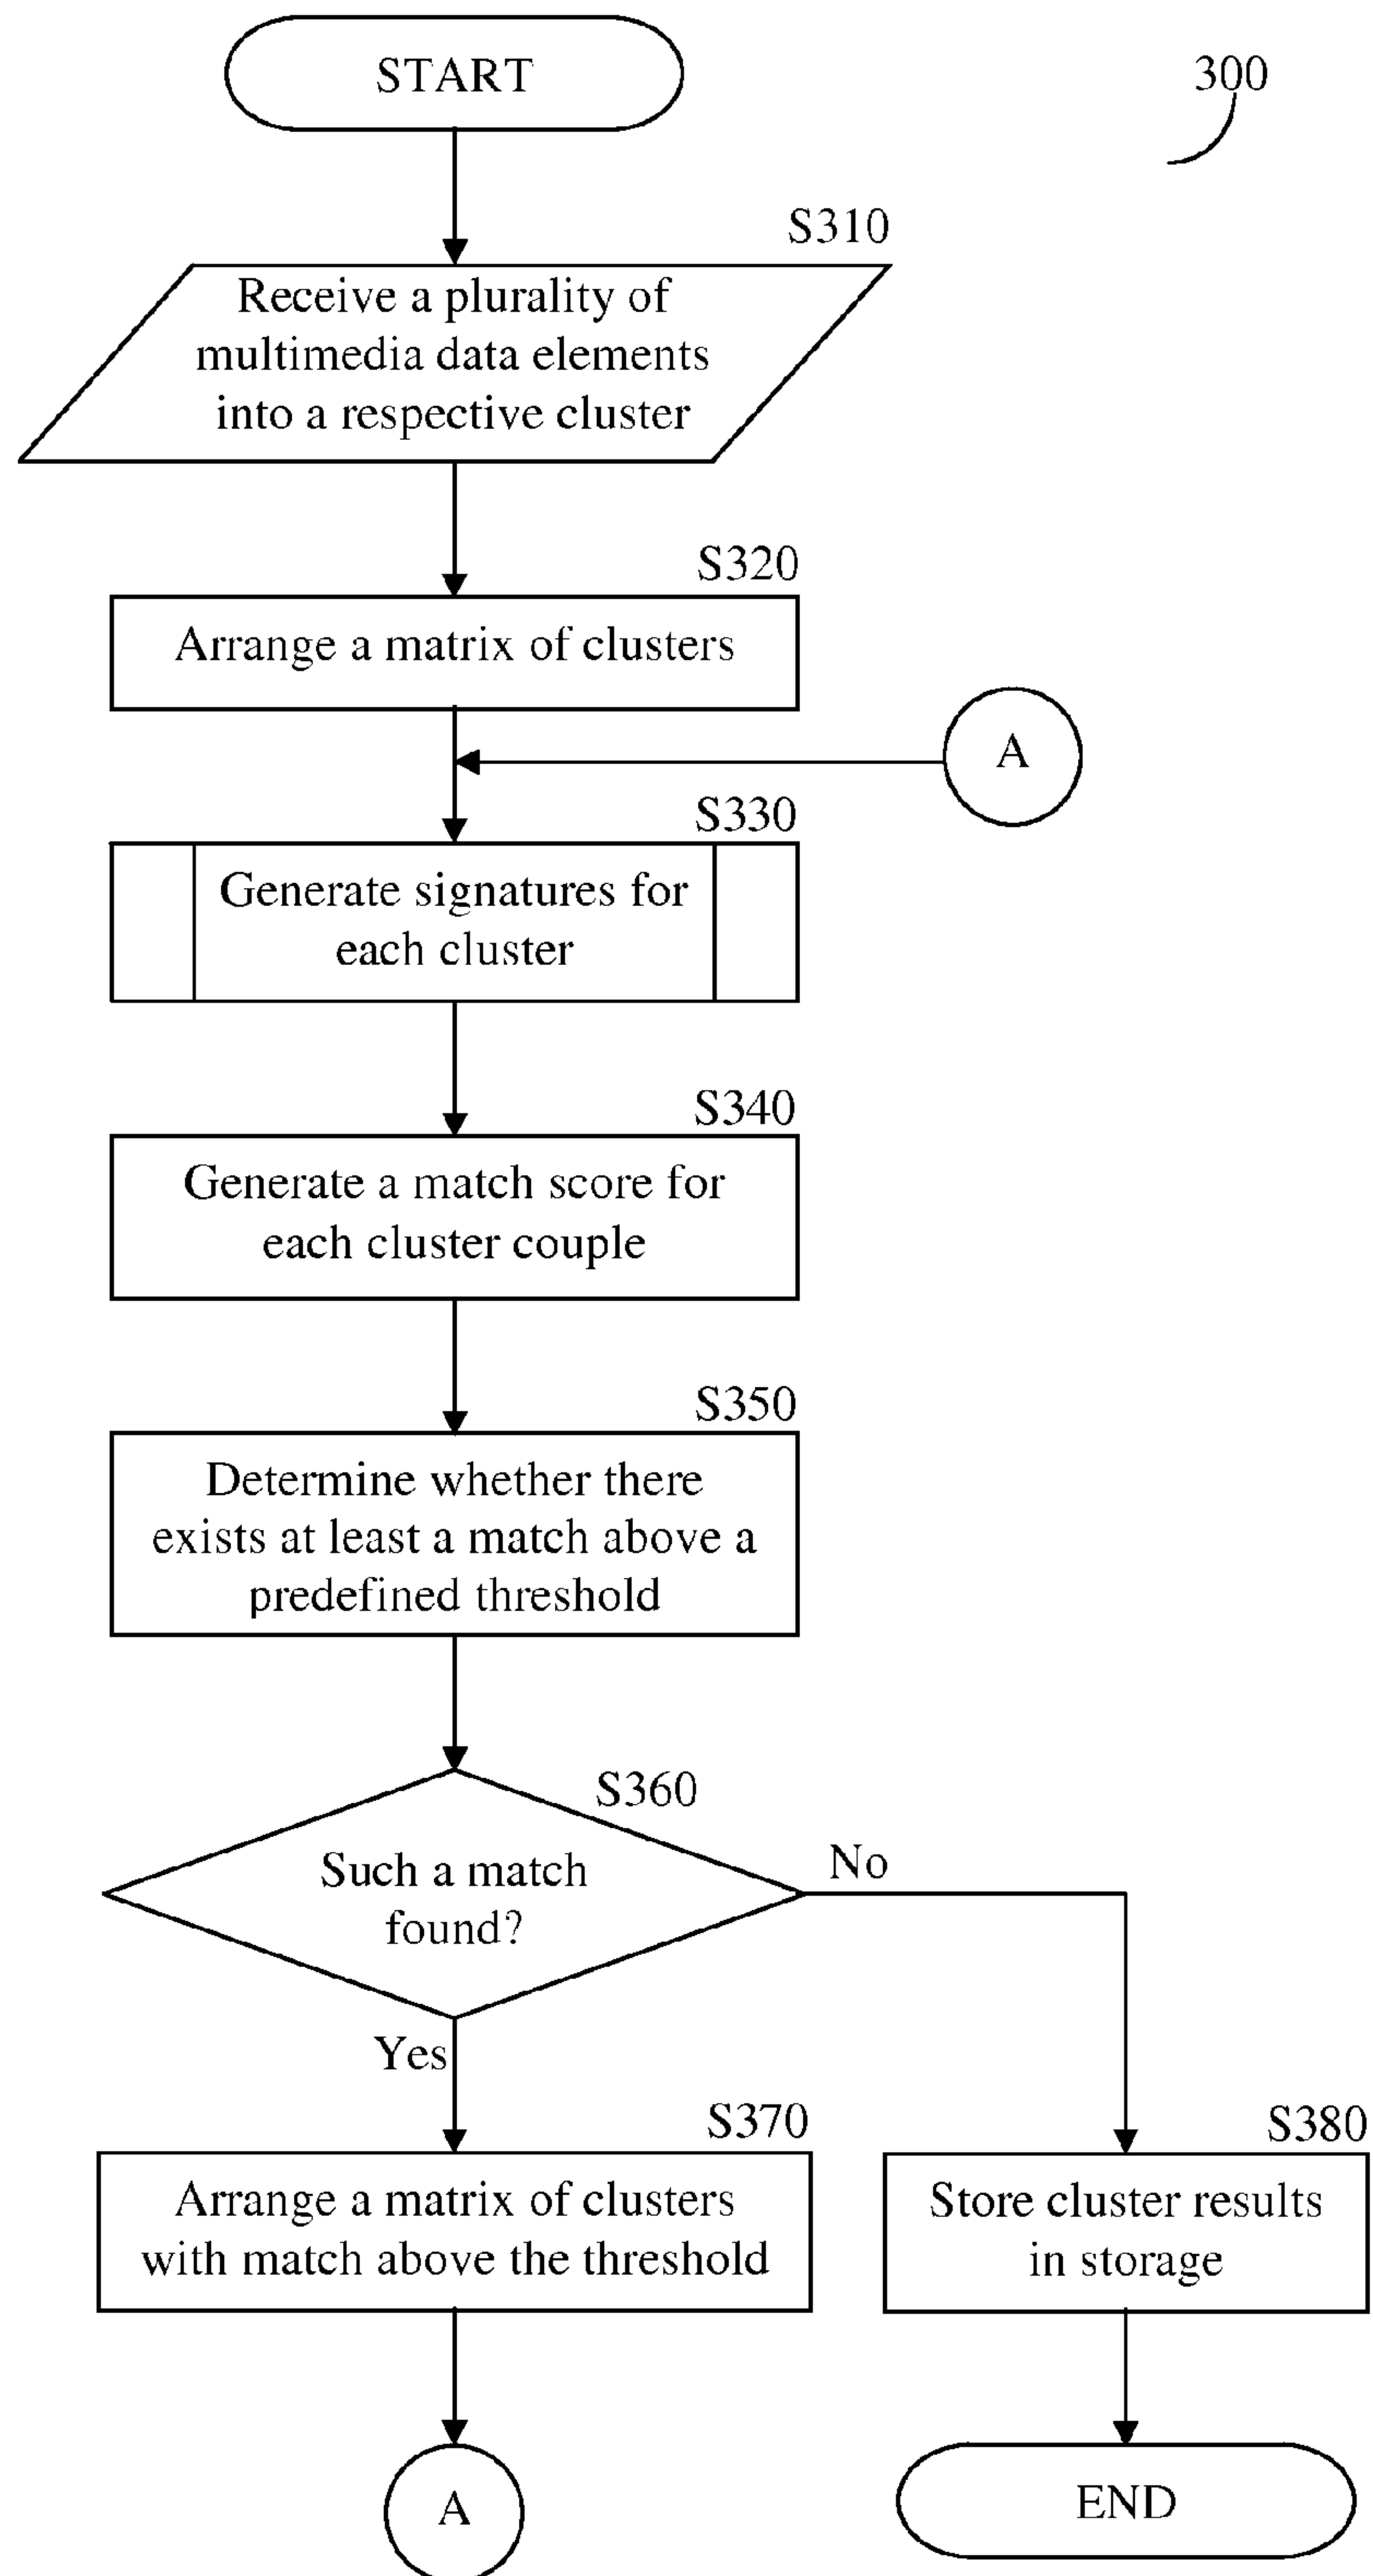 START
300
S310
Receive a plurality of
multimedia data elements
into a respective cluster
S320
Arrange a matrix of clusters
A
S330
Generate signatures for
each cluster
S340
Generate a match score for
each cluster couple
S350
Determine whether there
exists at least a match above a
predefined threshold
S360
Such a match
found?
No
Yes
S370
Arrange a matrix of clusters
with match above the threshold
S380
Store cluster results
in storage
A
END